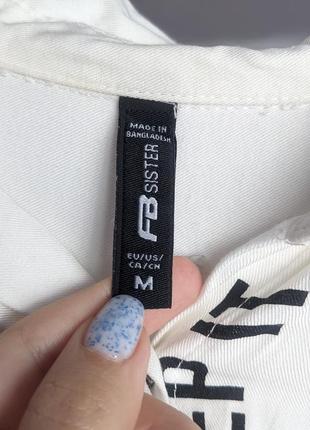 MADE IN
BANGLADESH
FB
SISTER
EU/US/
CA/CN
M